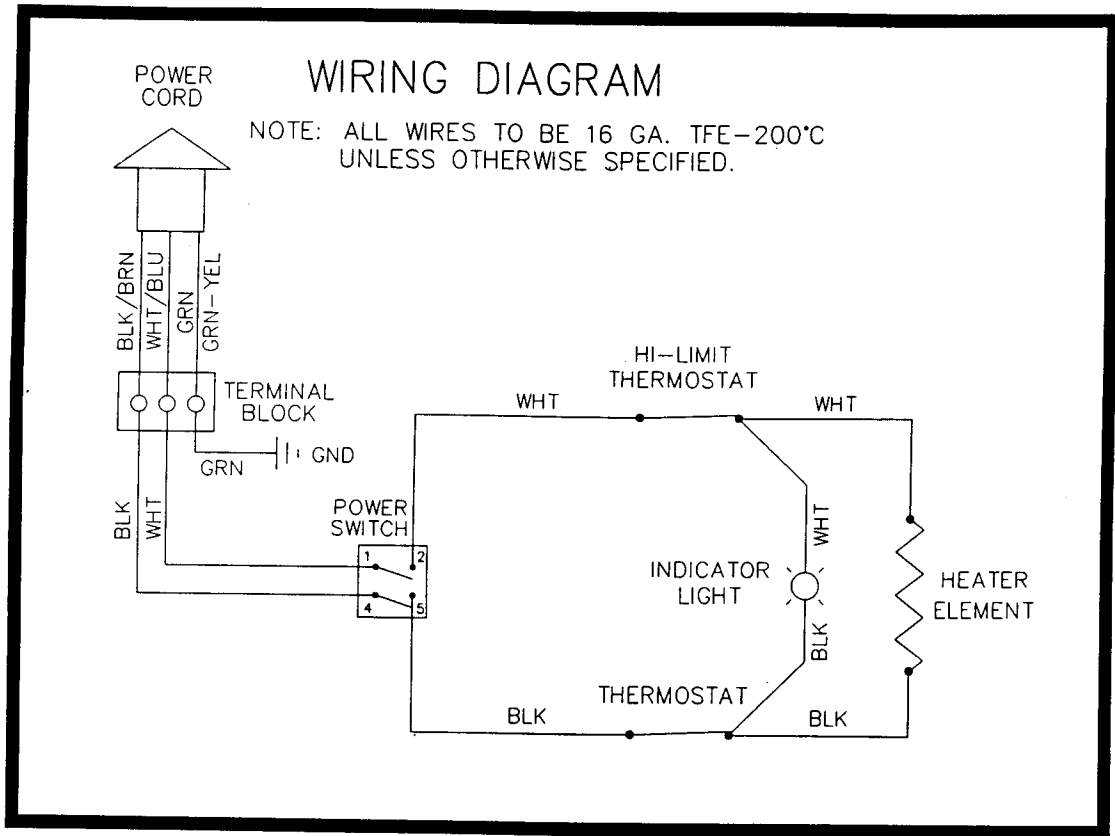 WIRING DIAGRAM
POWER
CORD
NOTE: ALL WIRES TO BE 16 GA. TFE-200°C
UNLESS OTHERWISE SPECIFIED.
BLK/BRN
WHT/BLU
GRN
GRN-YEL
TERMINAL
BLOCK
GRN
GND
BLK
WHT
POWER
SWITCH
1
2
4
5
WHT
HI-LIMIT
THERMOSTAT
WHT
WHT
INDICATOR
LIGHT
BLK
HEATER
ELEMENT
THERMOSTAT
BLK
BLK